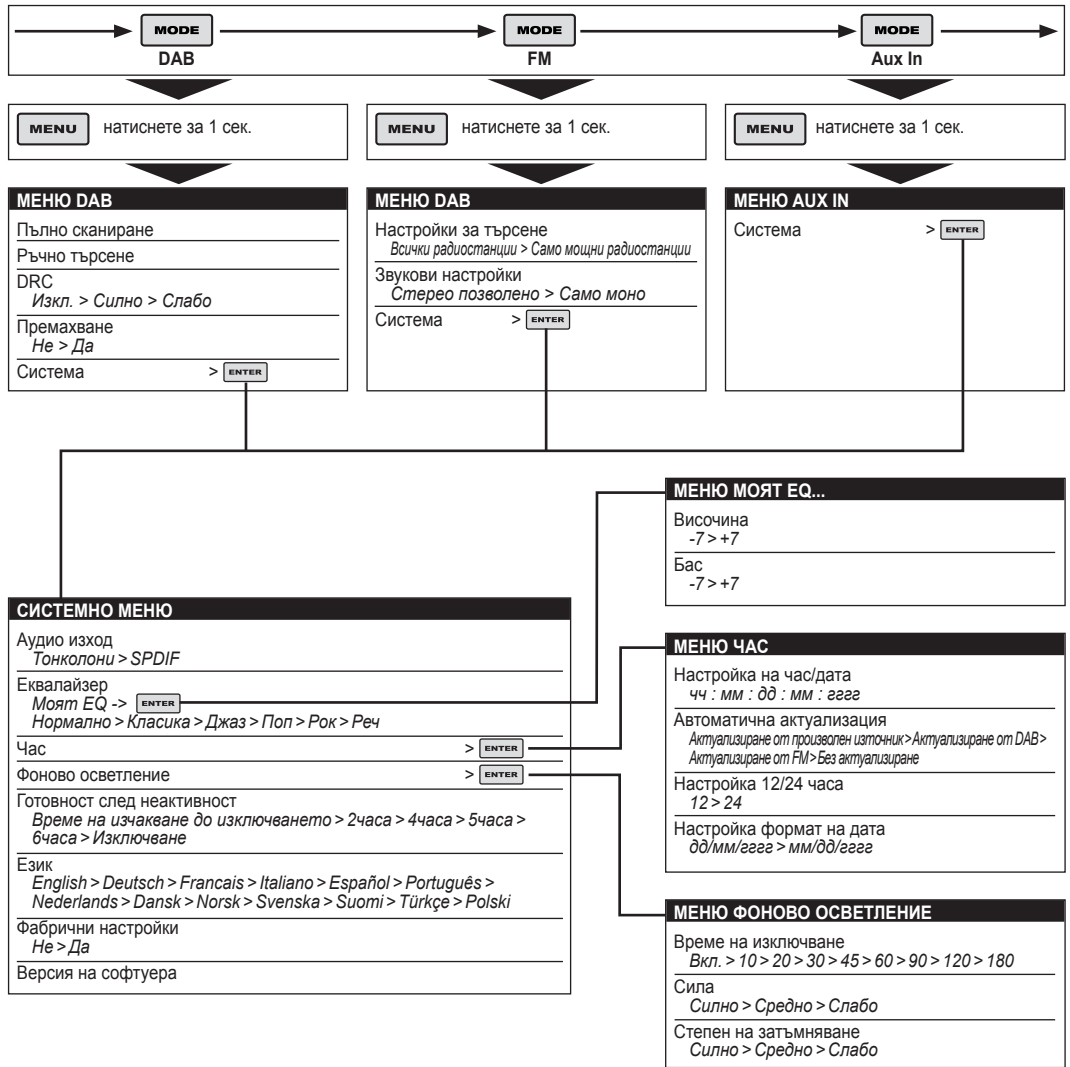 MODE
DAB
MODE
FM
MODE
Aux In
MENU натиснете за 1 сек.
MENU натиснете за 1 сек.
MENU натиснете за 1 сек.
МЕНЮ DAB
Пълно сканиране
Ръчно търсене
DRC
Изкл. > Силно > Слабо
Премахване
Не > Да
Система > ENTER
МЕНЮ DAB
Настройки за търсене
Всички радиостанции > Само мощни радиостанции
Звукови настройки
Стерео позволено > Само моно
Система > ENTER
МЕНЮ AUX IN
Система > ENTER
МЕНЮ МОЯТ EQ...
Височина
-7 > +7
Бас
-7 > +7
СИСТЕМНО МЕНЮ
Аудио изход
Тонколони > SPDIF
Еквалайзер
Моят EQ -> ENTER
Нормално > Класика > Джаз > Поп > Рок > Реч
Час > ENTER
Фоново осветление > ENTER
Готовност след неактивност
Време на изчакване до изключването > 2часа > 4часа > 5часа >
6часа > Изключване
Език
English > Deutsch > Francais > Italiano > Español > Português >
Nederlands > Dansk > Norsk > Svenska > Suomi > Türkçe > Polski
Фабрични настройки
Не > Да
Версия на софтуера
МЕНЮ ЧАС
Настройка на час/дата
чч : мм : дд : мм : гггг
Автоматична актуализация
Актуализиране от произволен източник > Актуализиране от DAB >
Актуализиране от FM > Без актуализиране
Настройка 12/24 часа
12 > 24
Настройка формат на дата
дд/мм/гггг > мм/дд/гггг
МЕНЮ ФОНОВО ОСВЕТЛЕНИЕ
Време на изключване
Вкл. > 10 > 20 > 30 > 45 > 60 > 90 > 120 > 180
Сила
Силно > Средно > Слабо
Степен на затъмняване
Силно > Средно > Слабо